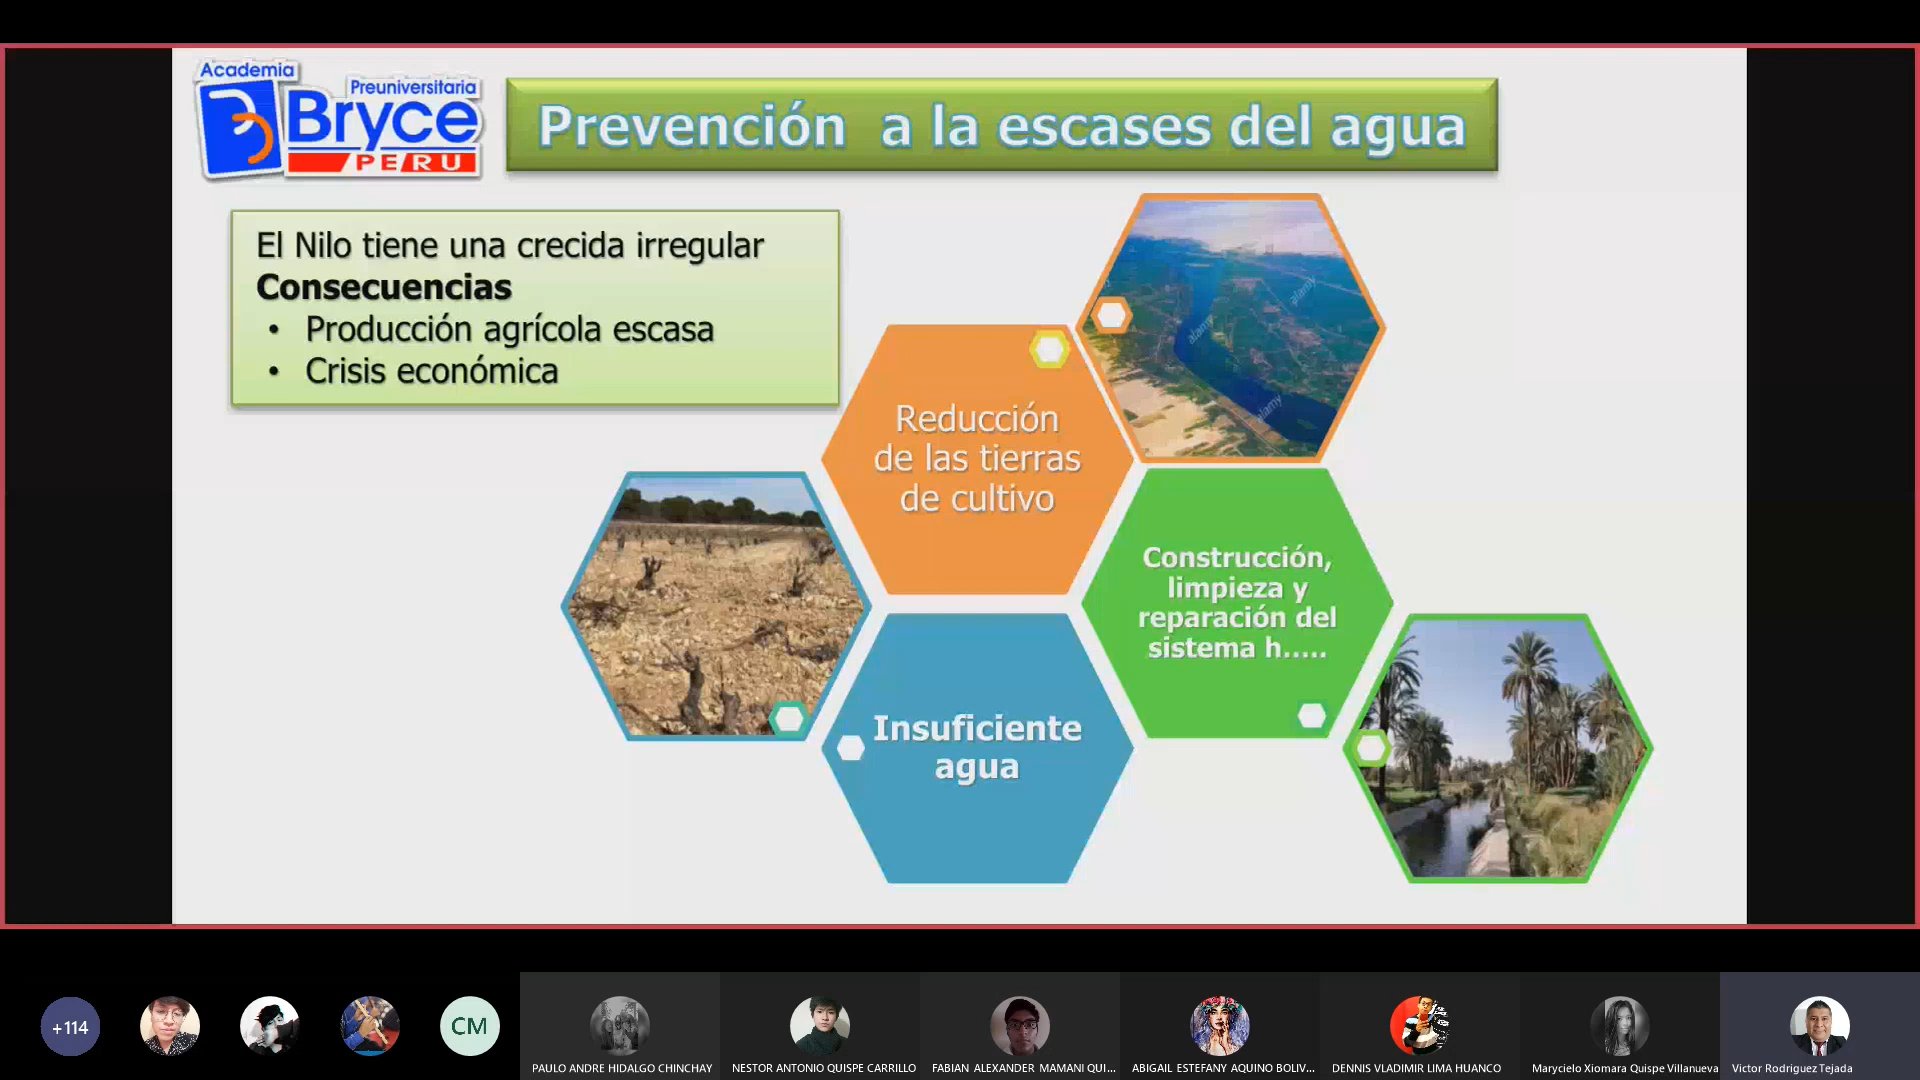 Academia
Preuniversitaria
Bryce
PERU
Prevención a la escases del agua
El Nilo tiene una crecida irregular
Consecuencias
• Producción agrícola escasa
• Crisis económica
alamy
alamy
alamy
Reducción
de las tierras
de cultivo
Construcción,
limpieza y
reparación del
sistema h.....
Insuficiente
agua
+114
CM
PAULO ANDRE HIDALGO CHINCHAY
NESTOR ANTONIO QUISPE CARRILLO
FABIAN ALEXANDER MAMANI QUI...
ABIGAIL ESTEFANY AQUINO BOLIV...
DENNIS VLADIMIR LIMA HUANCO
Marycielo Xiomara Quispe Villanueva
Victor Rodriguez Tejada